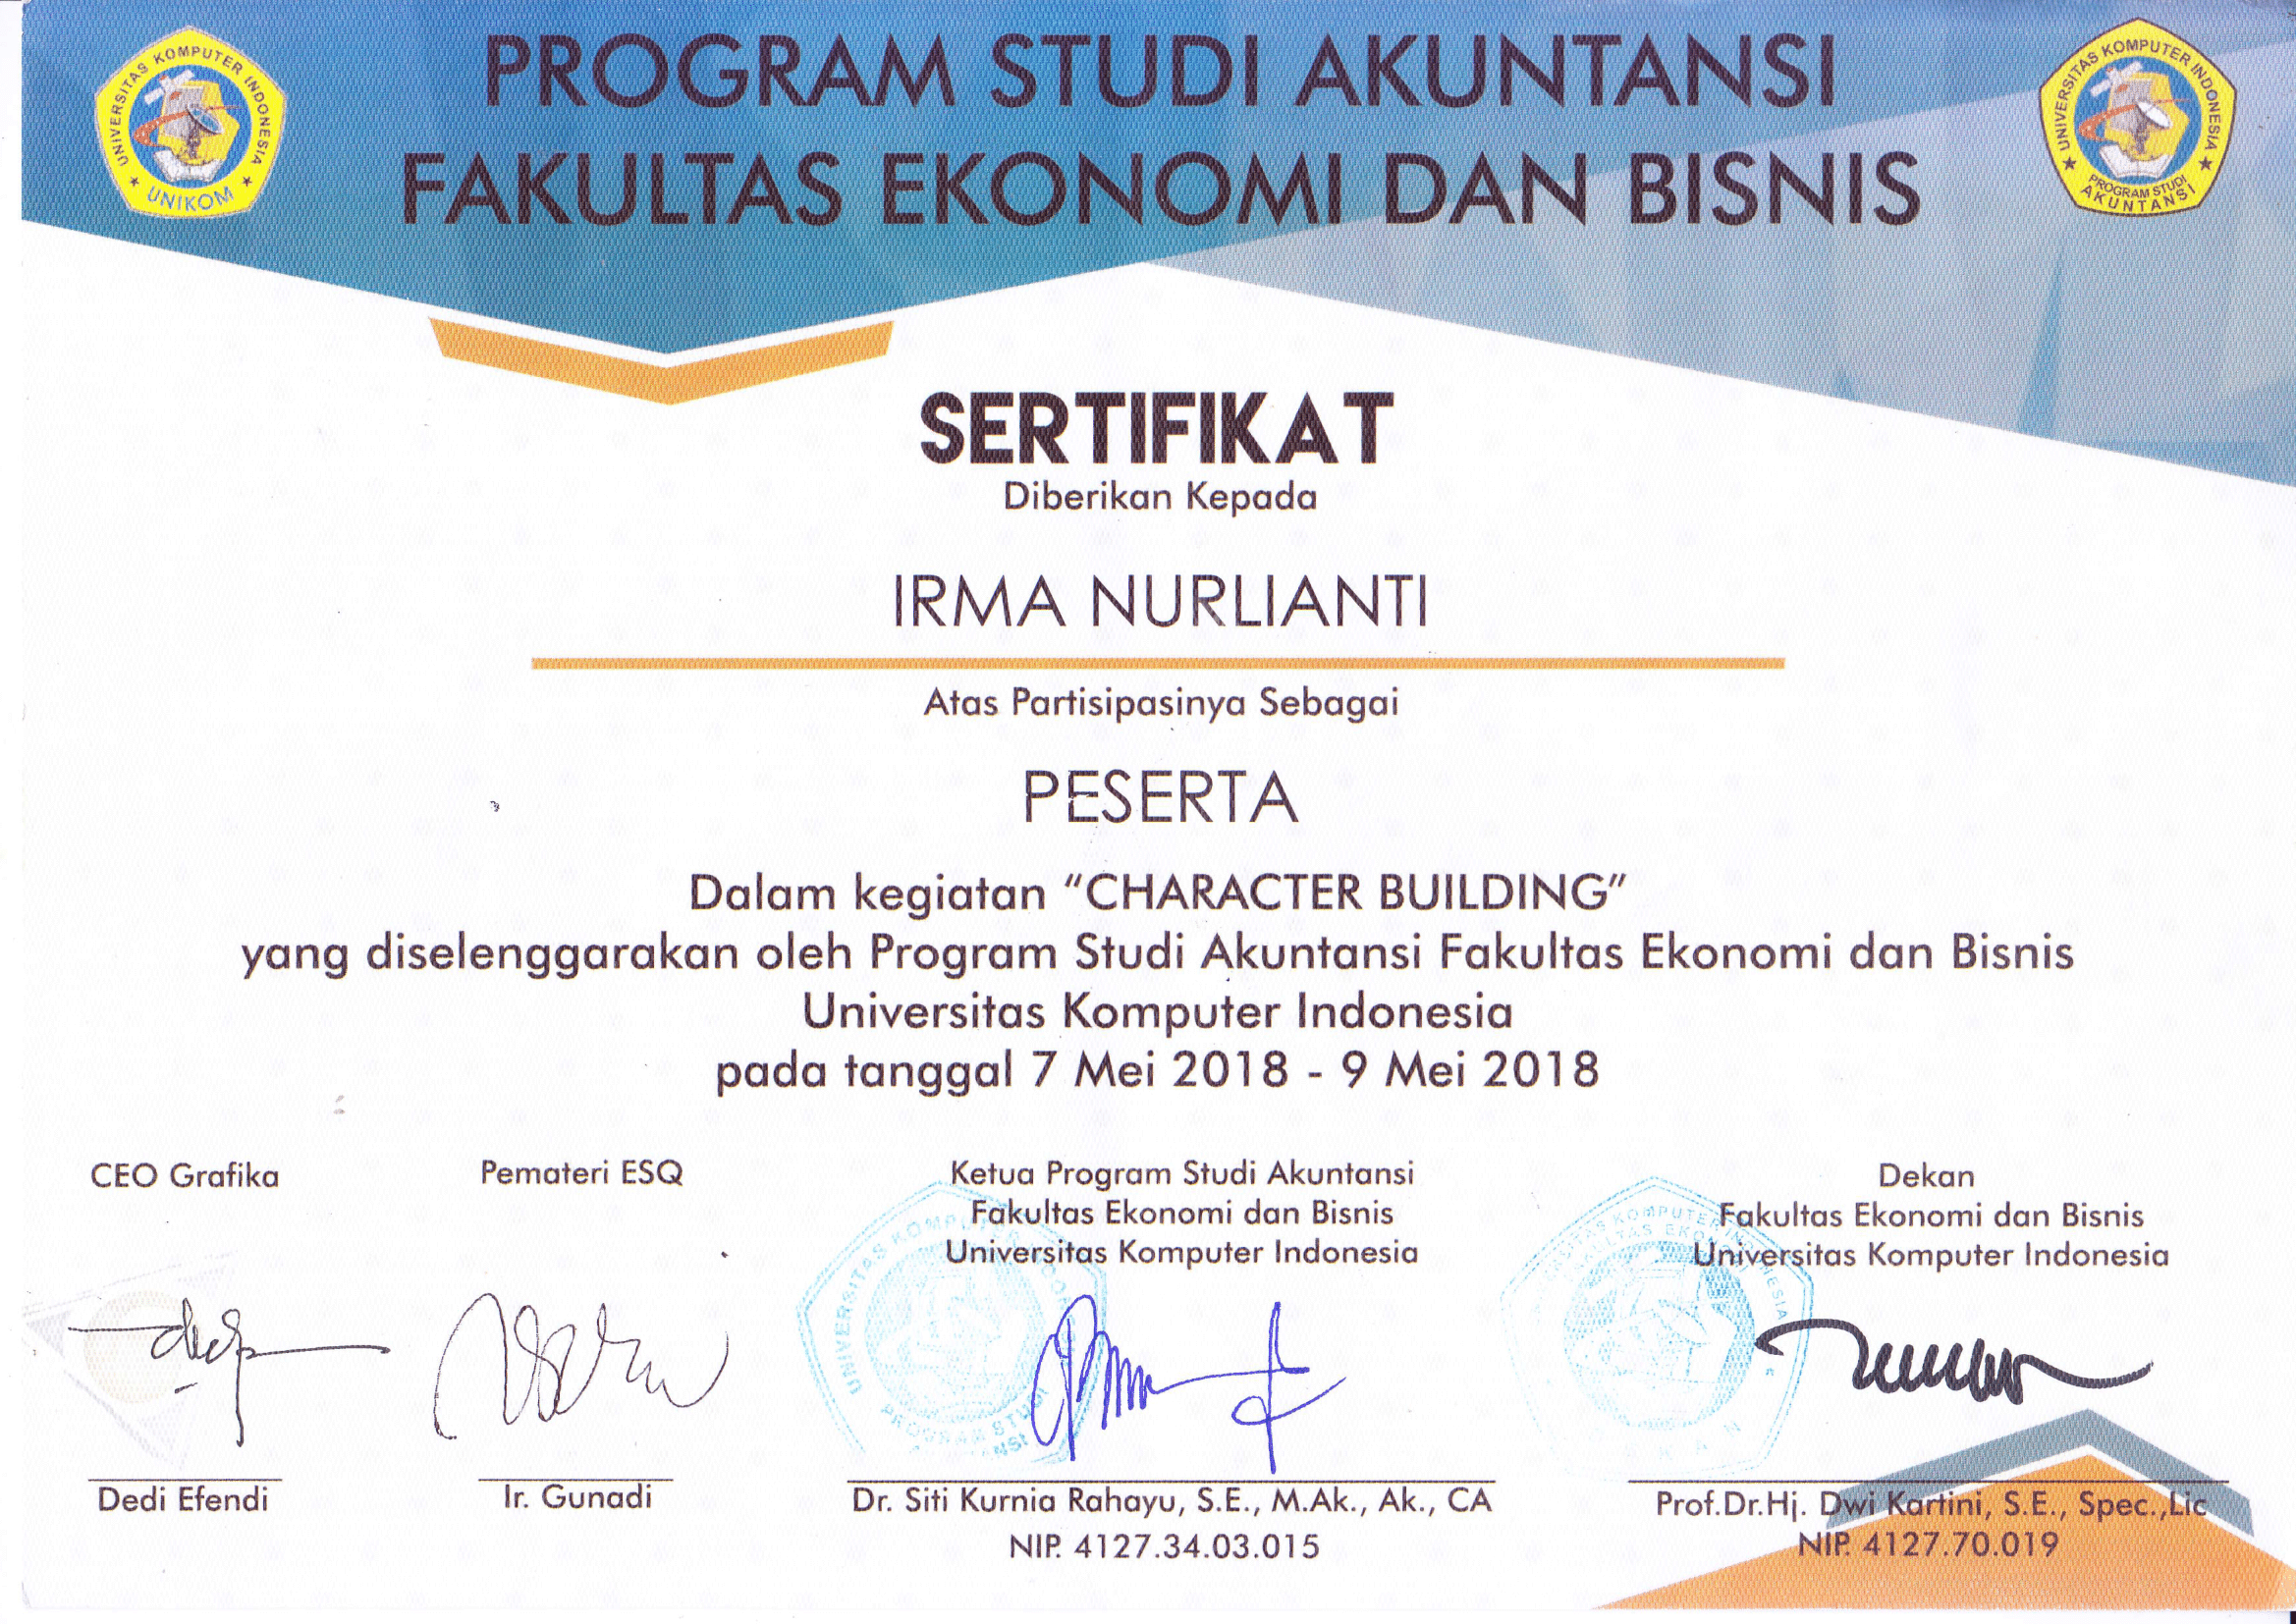 PROGRAM STUDI AKUNTANSI
FAKULTAS EKONOMI DAN BISNIS
UNIVERSITAS KOMPUTER INDONESIA
UNIKOM
UNIVERSITAS KOMPUTER INDONESIA
PROGRAM STUDI
AKUNTANSI
SERTIFIKAT
Diberikan Kepada
IRMA NURLIANTI
Atas Partisipasinya Sebagai
PESERTA
Dalam kegiatan “CHARACTER BUILDING”
yang diselenggarakan oleh Program Studi Akuntansi Fakultas Ekonomi dan Bisnis
Universitas Komputer Indonesia
pada tanggal 7 Mei 2018 - 9 Mei 2018
CEO Grafika
Dedi Efendi
Pemateri ESQ
Ir. Gunadi
Ketua Program Studi Akuntansi
Fakultas Ekonomi dan Bisnis
Universitas Komputer Indonesia
UNIVERSITAS KOMPUTER
PROGRAM STUDI
Dr. Siti Kurnia Rahayu, S.E., M.Ak., Ak., CA
NIP. 4127.34.03.015
Dekan
Fakultas Ekonomi dan Bisnis
Universitas Komputer Indonesia
Prof.Dr.Hj. Dwi Kartini, S.E., Spec.,Lic
NIP. 4127.70.019